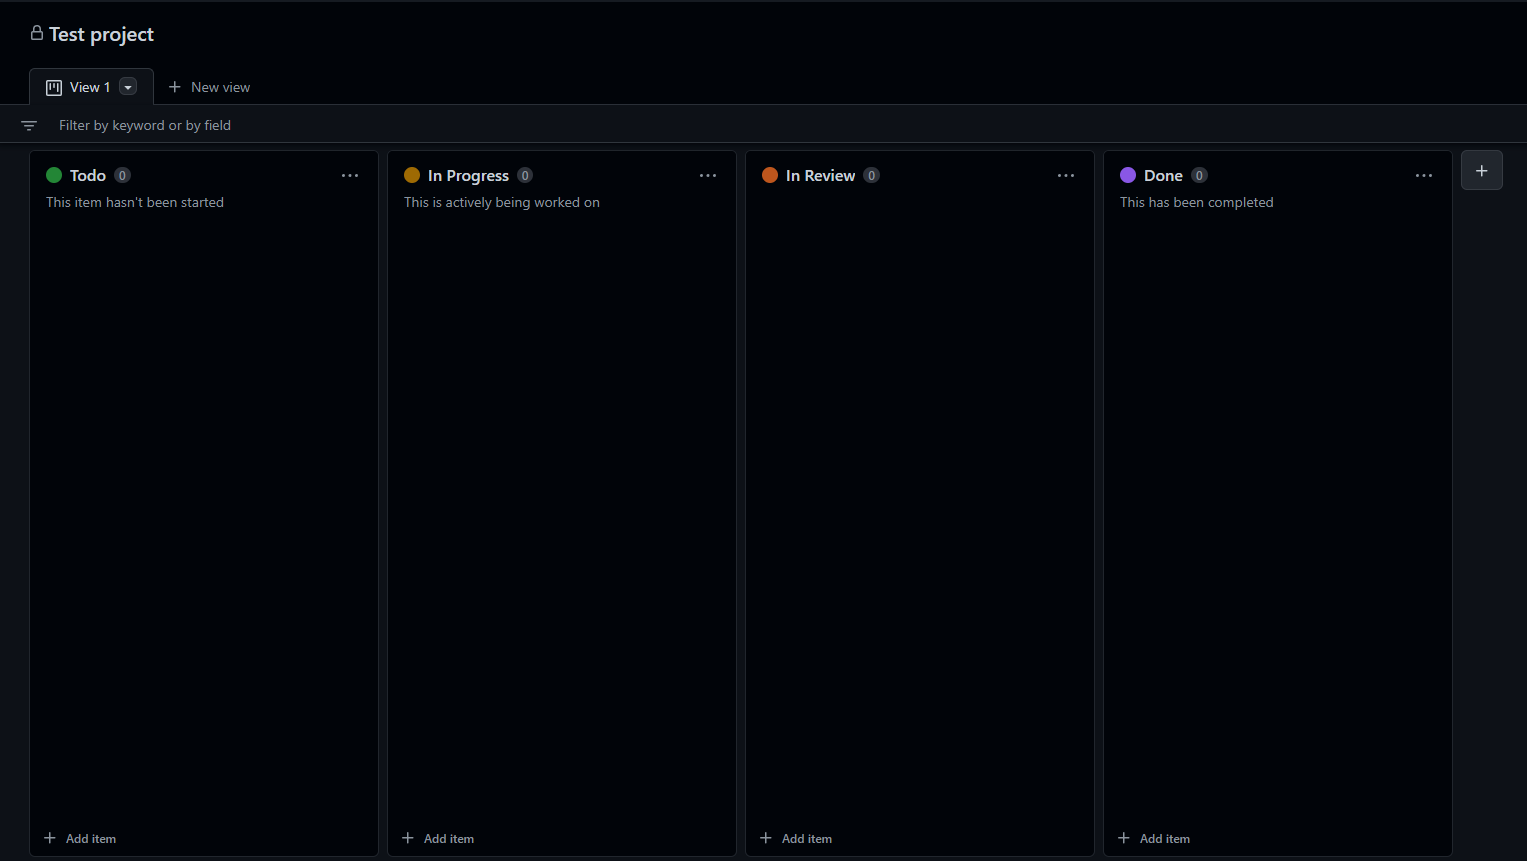 Test project
View 1
New view
Filter by keyword or by field
Todo 0
This item hasn't been started
Add item
In Progress 0
This is actively being worked on
Add item
In Review 0
Add item
Done 0
This has been completed
Add item